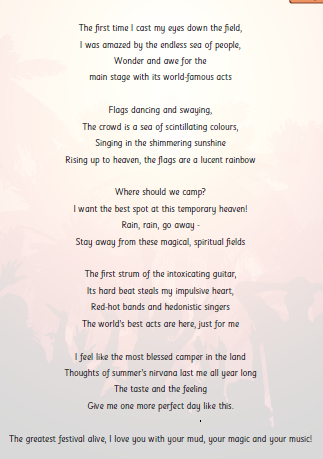 The first time I cast my eyes down the field,
I was amazed by the endless sea of people,
Wonder and awe for the
main stage with its world-famous acts
Flags dancing and swaying,
The crowd is a sea of scintillating colours,
Singing in the shimmering sunshine
Rising up to heaven, the flags are a lucent rainbow
Where should we camp?
I want the best spot at this temporary heaven!
Rain, rain, go away -
Stay away from these magical, spiritual fields
The first strum of the intoxicating guitar,
Its hard beat steals my impulsive heart,
Red-hot bands and hedonistic singers
The world's best acts are here, just for me
I feel like the most blessed camper in the land
Thoughts of summer's nirvana last me all year long
The taste and the feeling
Give me one more perfect day like this.
The greatest festival alive, I love you with your mud, your magic and your music!